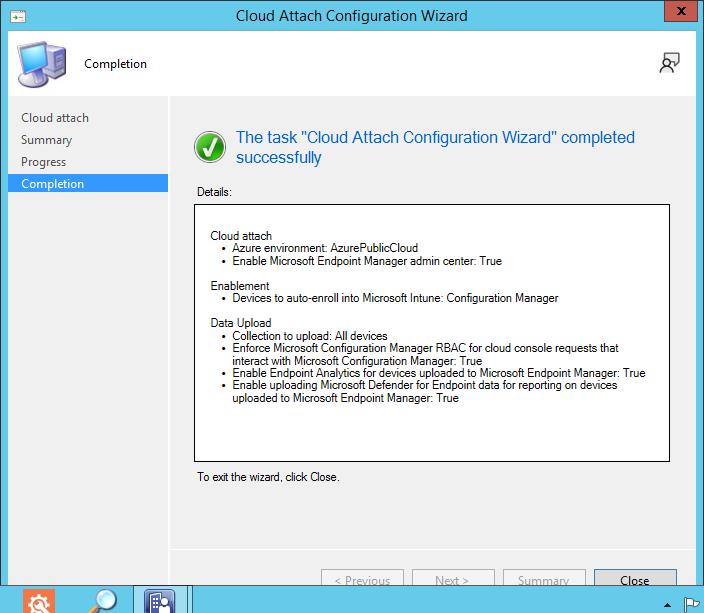 Cloud Attach Configuration Wizard
x
Completion
Cloud attach
Summary
Progress
Completion
The task "Cloud Attach Configuration Wizard" completed
successfully
Details:
Cloud attach
• Azure environment: AzurePublicCloud
• Enable Microsoft Endpoint Manager admin center: True
Enablement
• Devices to auto-enroll into Microsoft Intune: Configuration Manager
Data Upload
• Collection to upload: All devices
• Enforce Microsoft Configuration Manager RBAC for cloud console requests that
interact with Microsoft Configuration Manager: True
• Enable Endpoint Analytics for devices uploaded to Microsoft Endpoint Manager: True
• Enable uploading Microsoft Defender for Endpoint data for reporting on devices
uploaded to Microsoft Endpoint Manager: True
To exit the wizard, click Close.
< Previous
Next >
Summary
Close